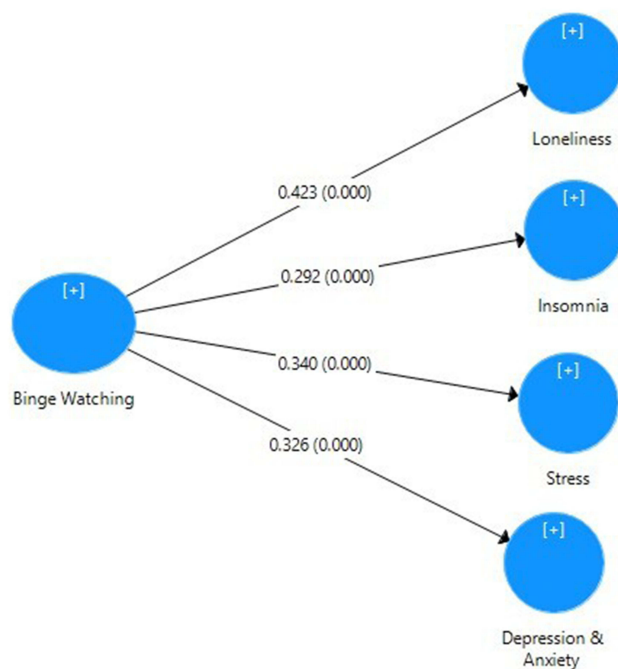 [+]
Loneliness
0.423 (0.000)
[+]
Insomnia
0.292 (0.000)
[+]
Binge Watching
0.340 (0.000)
[+]
Stress
0.326 (0.000)
[+]
Depression &
Anxiety